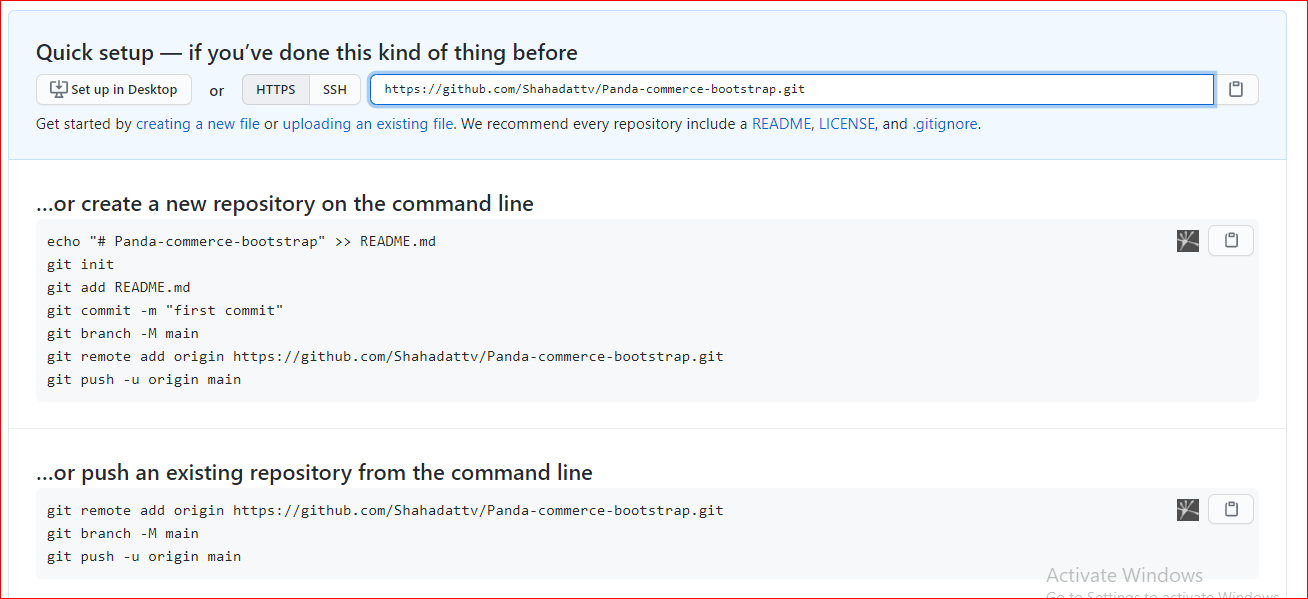 Quick setup — if you’ve done this kind of thing before
Set up in Desktop or HTTPS SSH https://github.com/Shahadattv/Panda-commerce-bootstrap.git
Get started by creating a new file or uploading an existing file. We recommend every repository include a README, LICENSE, and .gitignore.
…or create a new repository on the command line
echo "# Panda-commerce-bootstrap" >> README.md
git init
git add README.md
git commit -m "first commit"
git branch -M main
git remote add origin https://github.com/Shahadattv/Panda-commerce-bootstrap.git
git push -u origin main
…or push an existing repository from the command line
git remote add origin https://github.com/Shahadattv/Panda-commerce-bootstrap.git
git branch -M main
git push -u origin main
Activate Windows
Go to Settings to activate Windows.